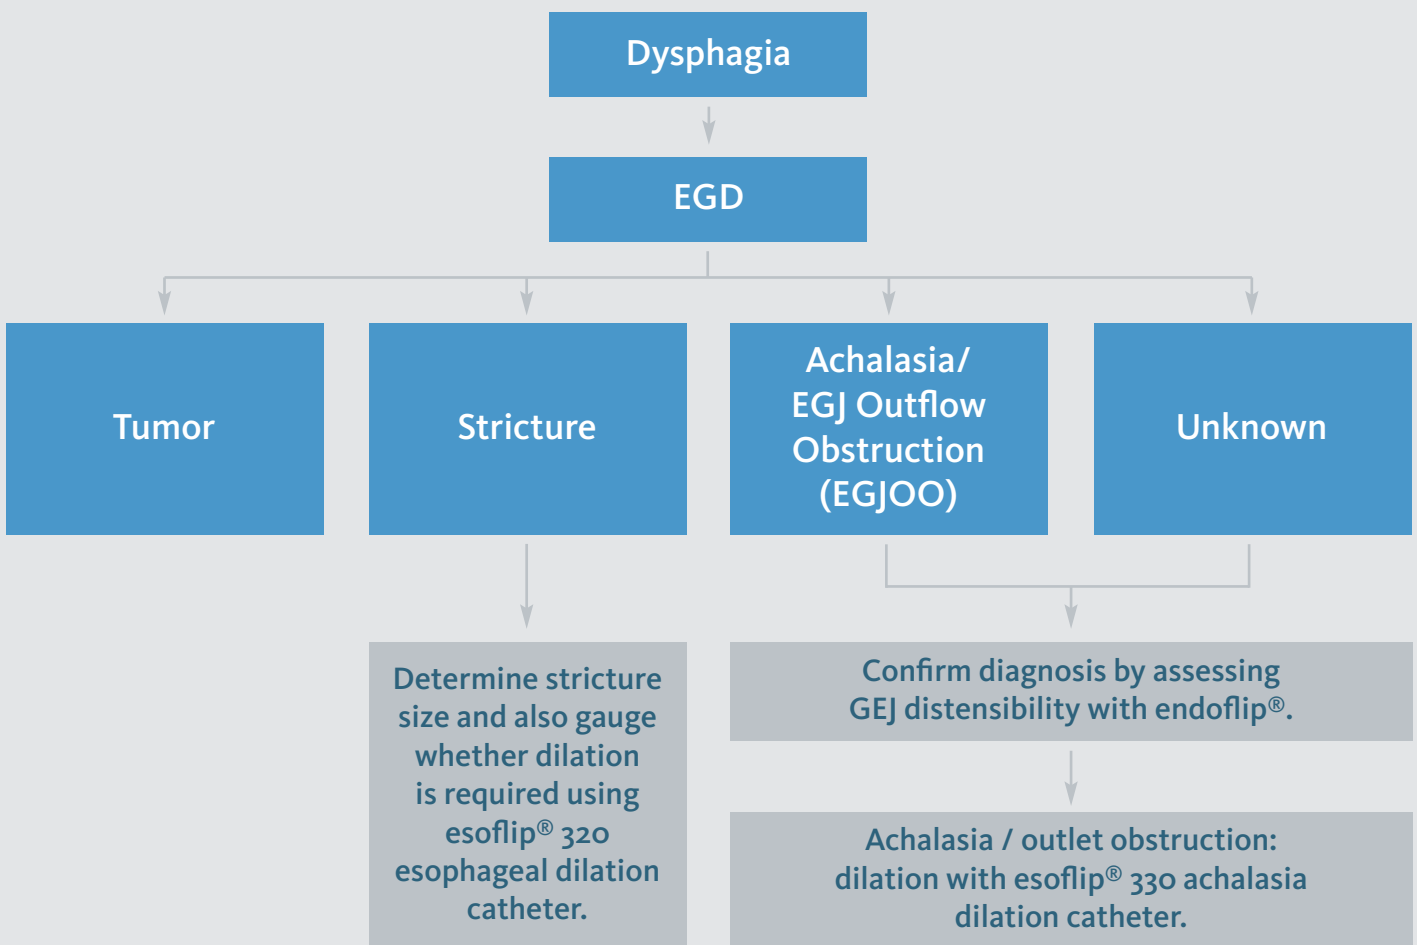 Dysphagia
EGD
Tumor
Stricture
Achalasia/
EGJ Outflow
Obstruction
(EGJOO)
Unknown
Determine stricture
size and also gauge
whether dilation
is required using
esoflip® 320
esophageal dilation
catheter.
Confirm diagnosis by assessing
GEJ distensibility with endoflip®.
Achalasia / outlet obstruction:
dilation with esoflip® 330 achalasia
dilation catheter.